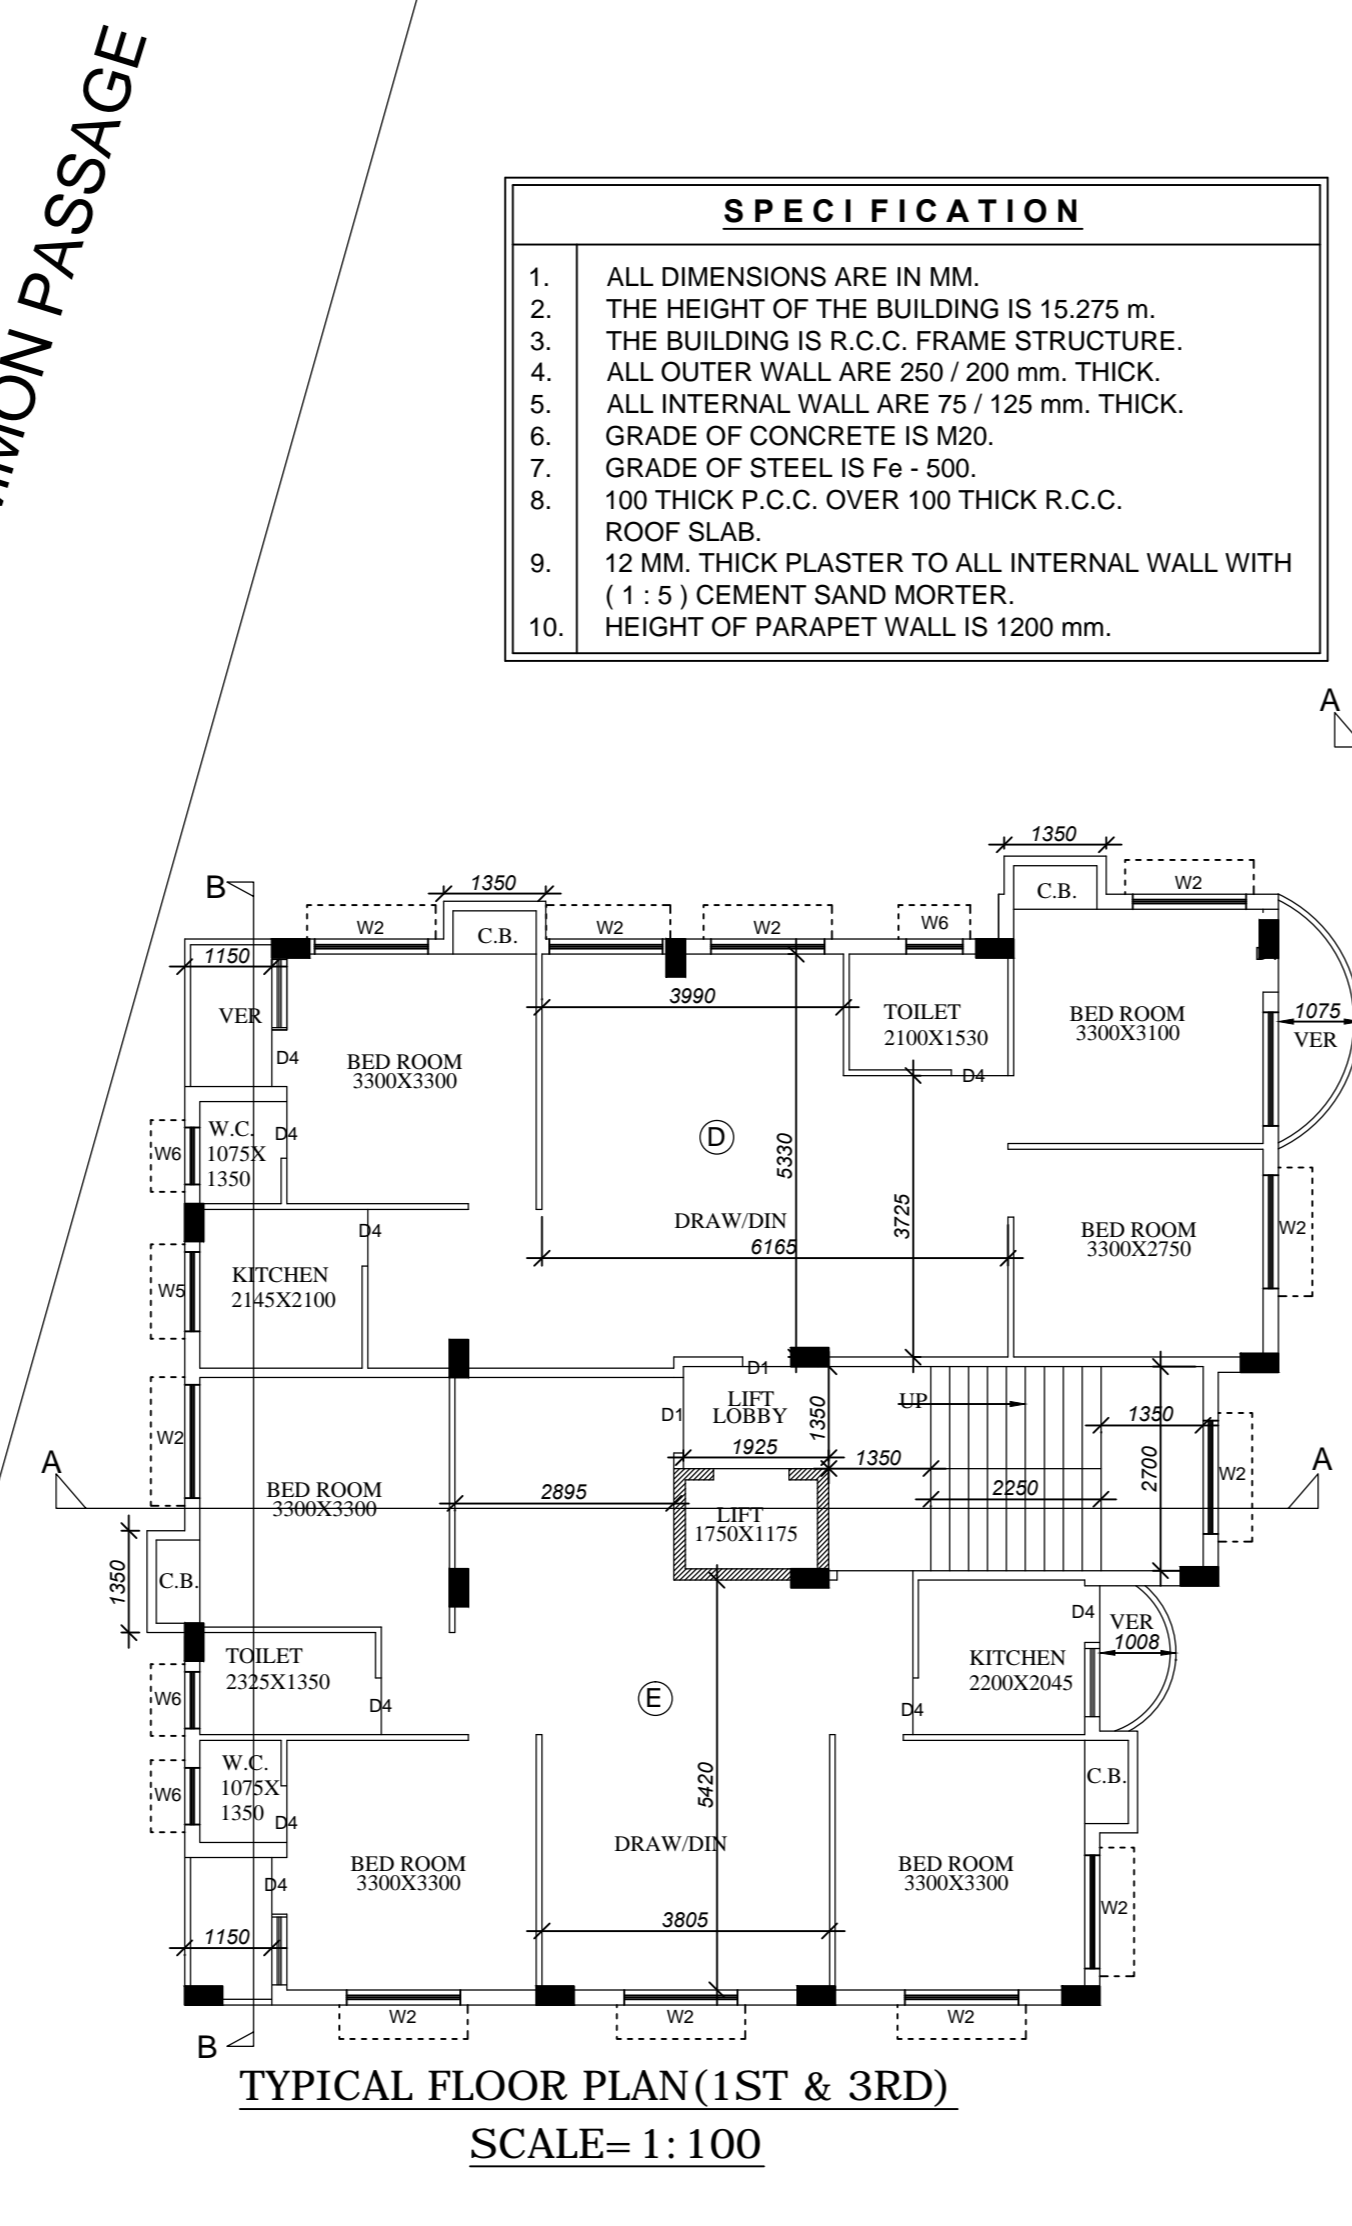 MON PASSAGE
SPECIFICATION
1. ALL DIMENSIONS ARE IN MM.
2. THE HEIGHT OF THE BUILDING IS 15.275 m.
3. THE BUILDING IS R.C.C. FRAME STRUCTURE.
4. ALL OUTER WALL ARE 250 / 200 mm. THICK.
5. ALL INTERNAL WALL ARE 75 / 125 mm. THICK.
6. GRADE OF CONCRETE IS M20.
7. GRADE OF STEEL IS Fe - 500.
8. 100 THICK P.C.C. OVER 100 THICK R.C.C.
ROOF SLAB.
9. 12 MM. THICK PLASTER TO ALL INTERNAL WALL WITH
( 1 : 5 ) CEMENT SAND MORTER.
10. HEIGHT OF PARAPET WALL IS 1200 mm.
A
1350
B
1350
C.B.
W2
W2
C.B.
W2
W2
W6
1150
3990
VER
TOILET
2100X1530
BED ROOM
3300X3100
1075
VER
D4
BED ROOM
3300X3300
D4
W.C.
1075X
1350
D4
W6
D
5330
3725
DRAW/DIN
6165
BED ROOM
3300X2750
W2
D4
KITCHEN
2145X2100
W5
D1
LIFT
LOBBY
1350
D1
1925
UP
1350
1350
2700
W2
W2
A
A
BED ROOM
3300X3300
2895
2250
LIFT
1750X1175
1350
C.B.
D4
VER
1008
TOILET
2325X1350
W6
D4
E
KITCHEN
2200X2045
D4
W.C.
1075X
1350
W6
D4
5420
C.B.
DRAW/DIN
BED ROOM
3300X3300
BED ROOM
3300X3300
D4
W2
1150
3805
W2
W2
W2
B
TYPICAL FLOOR PLAN(1ST & 3RD)
SCALE=1:100